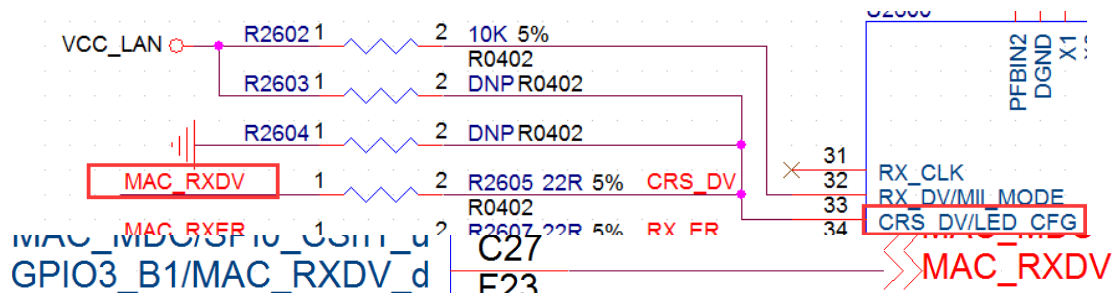 U2600
VCC_LAN R2602 1 2 10K 5%
R0402
R2603 1 2 DNP R0402
R2604 1 2 DNP R0402
MAC_RXDV 1 2 R2605 22R 5% CRS_DV
R0402
MAC_RXER 1 2 R2607 22R 5% RX_ER
PFBIN2
DGND
X1
31 RX_CLK
32 RX_DV/MII_MODE
33 CRS_DV/LED_CFG
34
C27
GPIO3_B1/MAC_RXDV_d
MAC_RXDV
E23